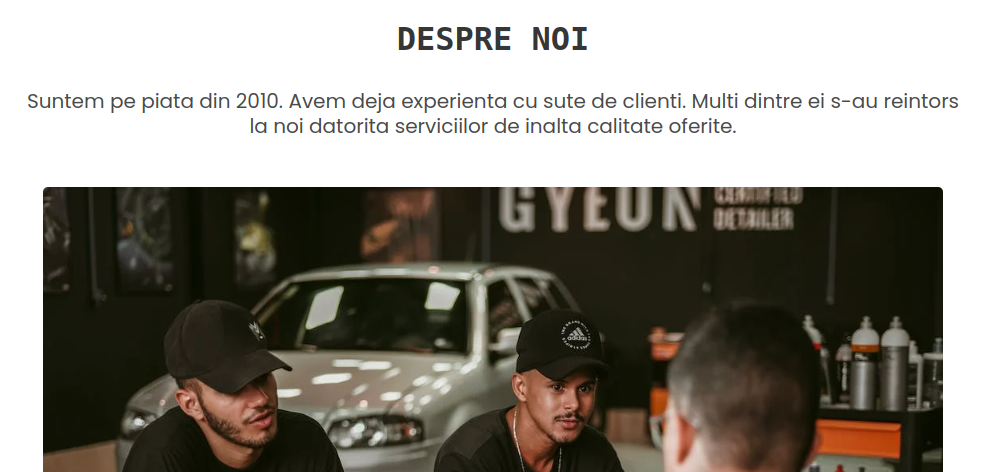 DESPRE NOI
Suntem pe piata din 2010. Avem deja experienta cu sute de clienti. Multi dintre ei s-au reintors
la noi datorita serviciilor de inalta calitate oferite.
GYEON
CERTIFIED
DETAILER
adidas